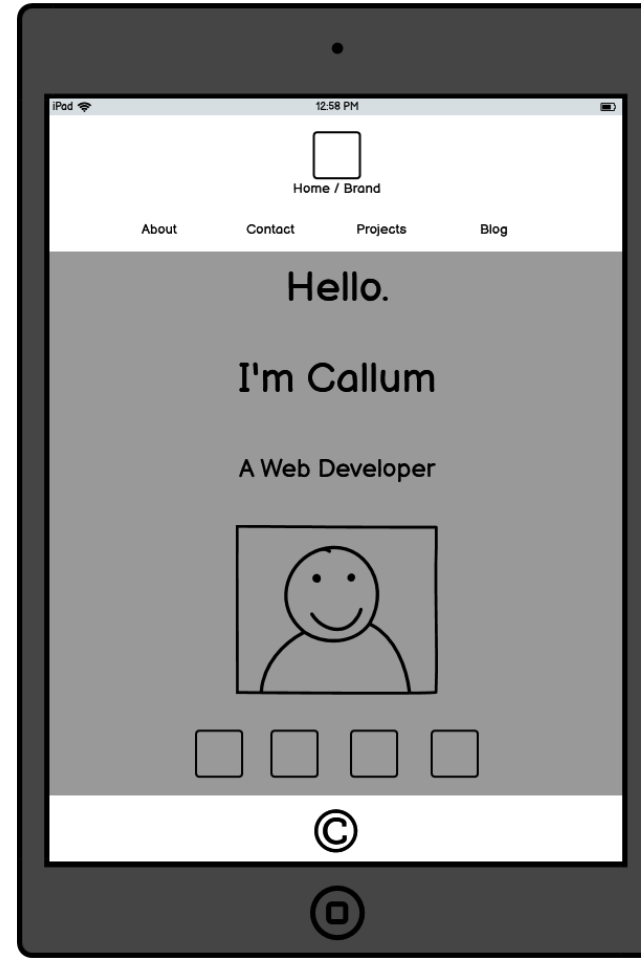 iPad 12:58 PM
Home / Brand
About Contact Projects Blog
Hello.
I'm Callum
A Web Developer
©